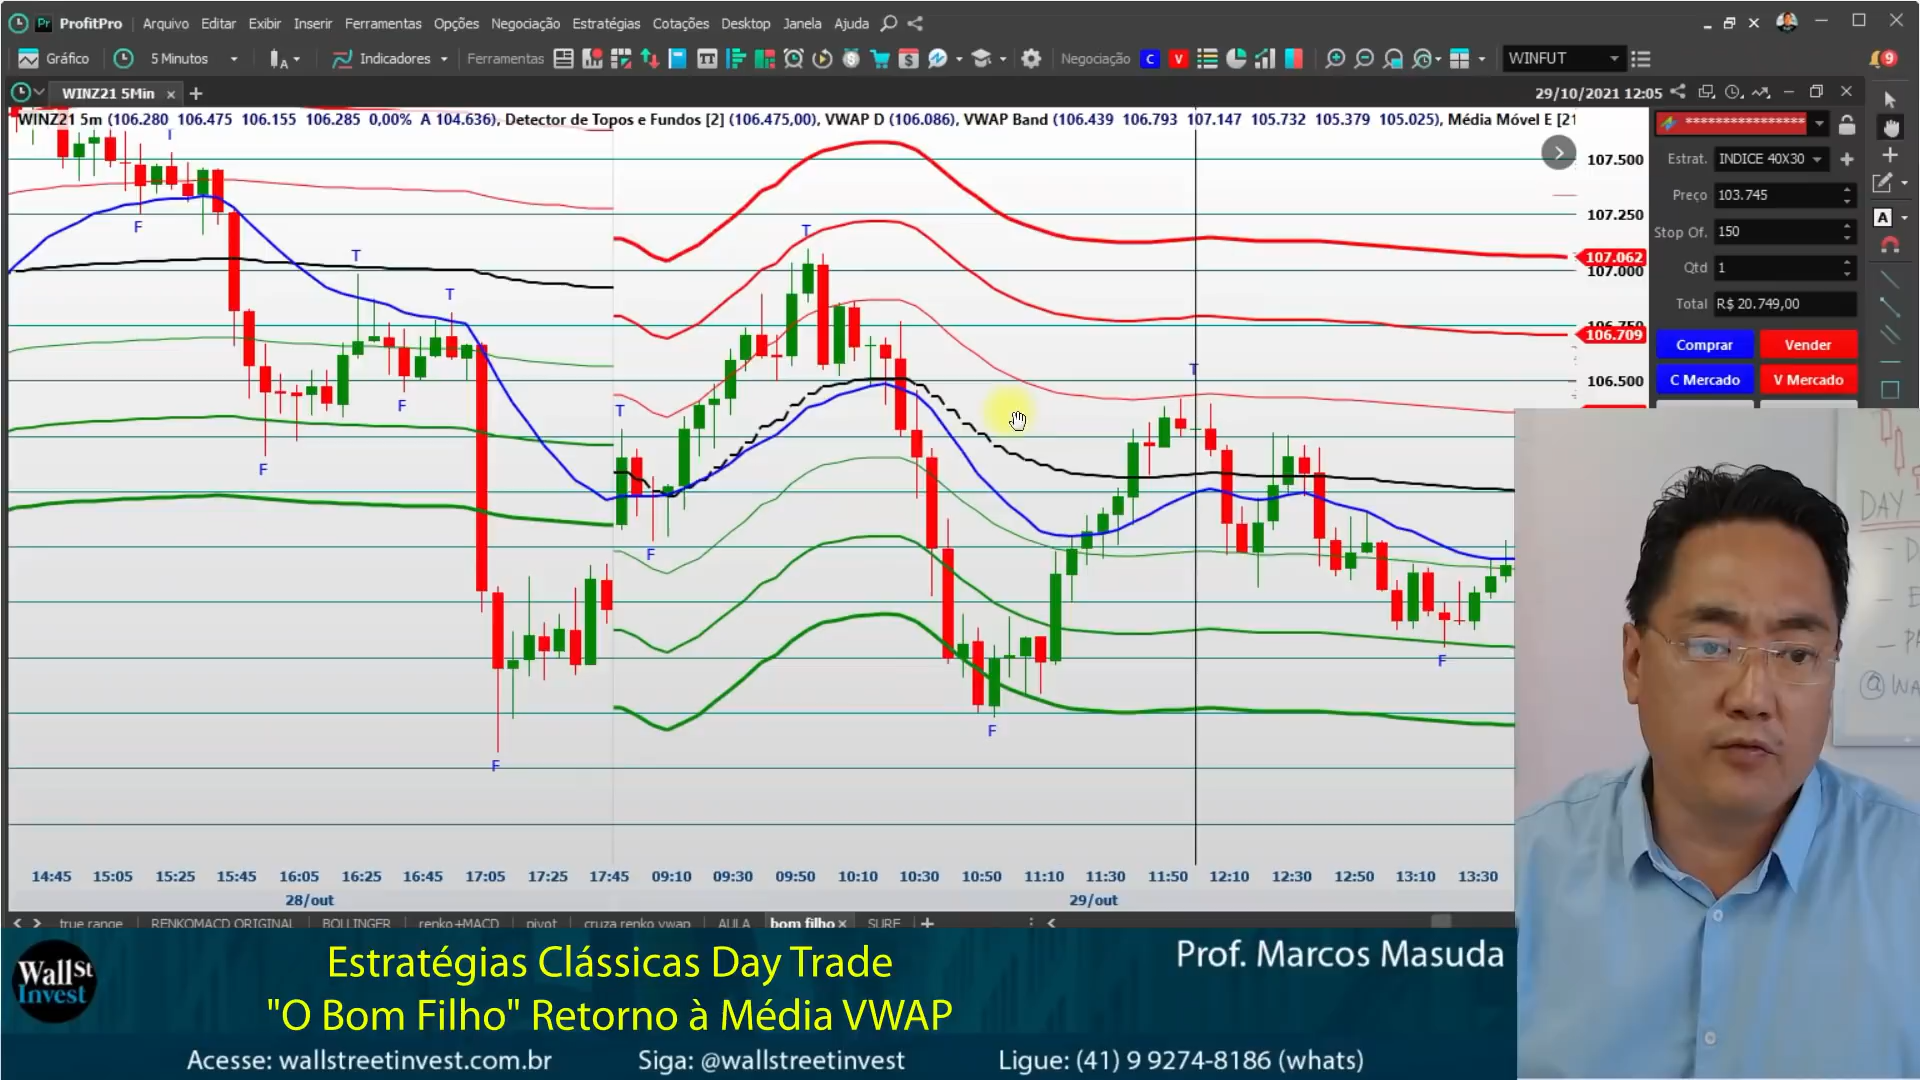 ProfitPro Arquivo Editar Exibir Inserir Ferramentas Opções Negociação Estratégias Cotações Desktop Janela Ajuda
Gráfico 5 Minutos Indicadores Ferramentas Negociação C V WINFUT 9
WINZ21 5Min 29/10/2021 12:05
WINZ21 5m (106.280 106.475 106.155 106.285 0,00% A 104.636), Detector de Topos e Fundos [2] (106.475,00), VWAP D (106.086), VWAP Band (106.439 106.793 107.147 105.732 105.379 105.025), Média Móvel E [21
****************
Estrat. INDICE 40X30
Preço 103.745
Stop Of. 150
Qtd 1
Total R$ 20.749,00
Comprar Vender
C Mercado V Mercado
107.500
107.250
107.062
107.000
106.750
106.709
106.500
T
F
T
T
F
F
F
T
F
T
F
T
F
14:45 15:05 15:25 15:45 16:05 16:25 16:45 17:05 17:25 17:45 09:10 09:30 09:50 10:10 10:30 10:50 11:10 11:30 11:50 12:10 12:30 12:50 13:10 13:30
28/out 29/out
true range RENKOMACD ORIGINAL BOLLINGER renko+MACD pivot cruza renko vwap AULA bom filho SURF
DAY
WallSt
Invest
Estratégias Clássicas Day Trade
"O Bom Filho" Retorno à Média VWAP
Prof. Marcos Masuda
Acesse: wallstreetinvest.com.br Siga: @wallstreetinvest Ligue: (41) 9 9274-8186 (whats)